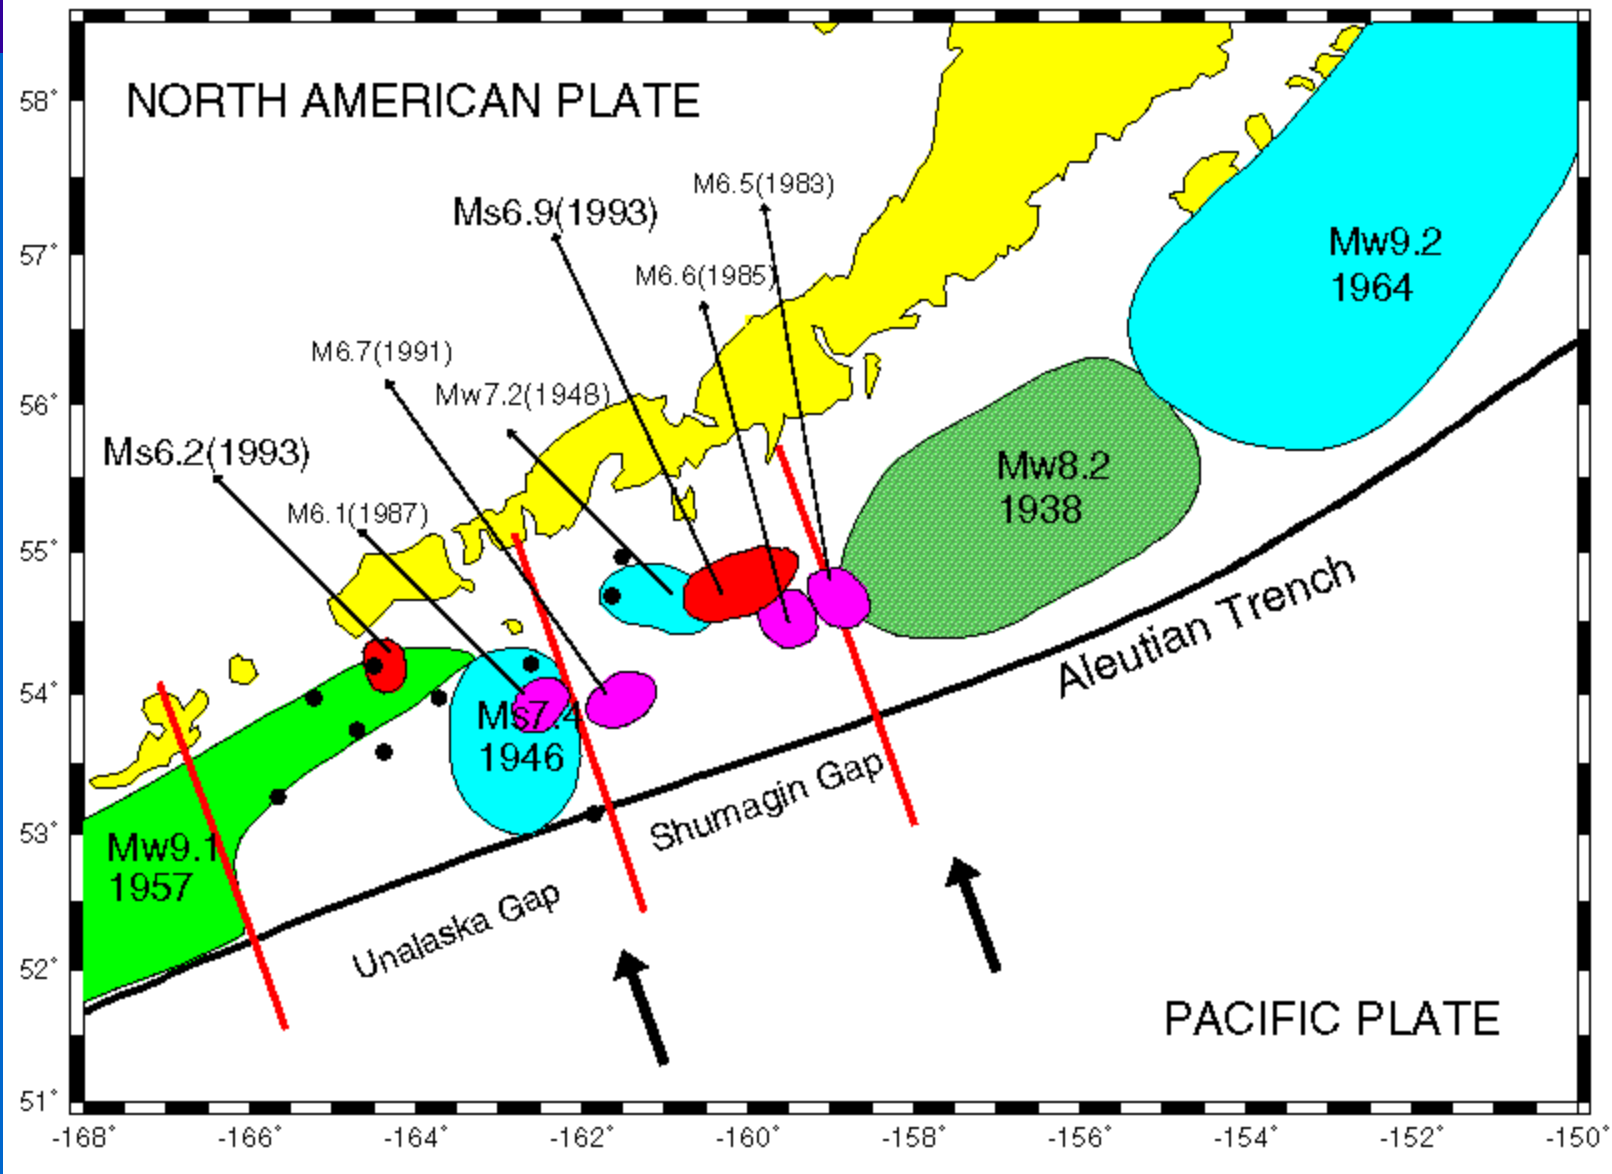 NORTH AMERICAN PLATE
M6.5(1983)
Ms6.9(1993)
M6.6(1985)
Mw9.2
1964
M6.7(1991)
Mw7.2(1948)
Ms6.2(1993)
M6.1(1987)
Mw8.2
1938
Aleutian Trench
Ms7.4
1946
Shumagin Gap
Mw9.1
1957
Unalaska Gap
PACIFIC PLATE
58°
57°
56°
55°
54°
53°
52°
51°
-168° -166° -164° -162° -160° -158° -156° -154° -152° -150°